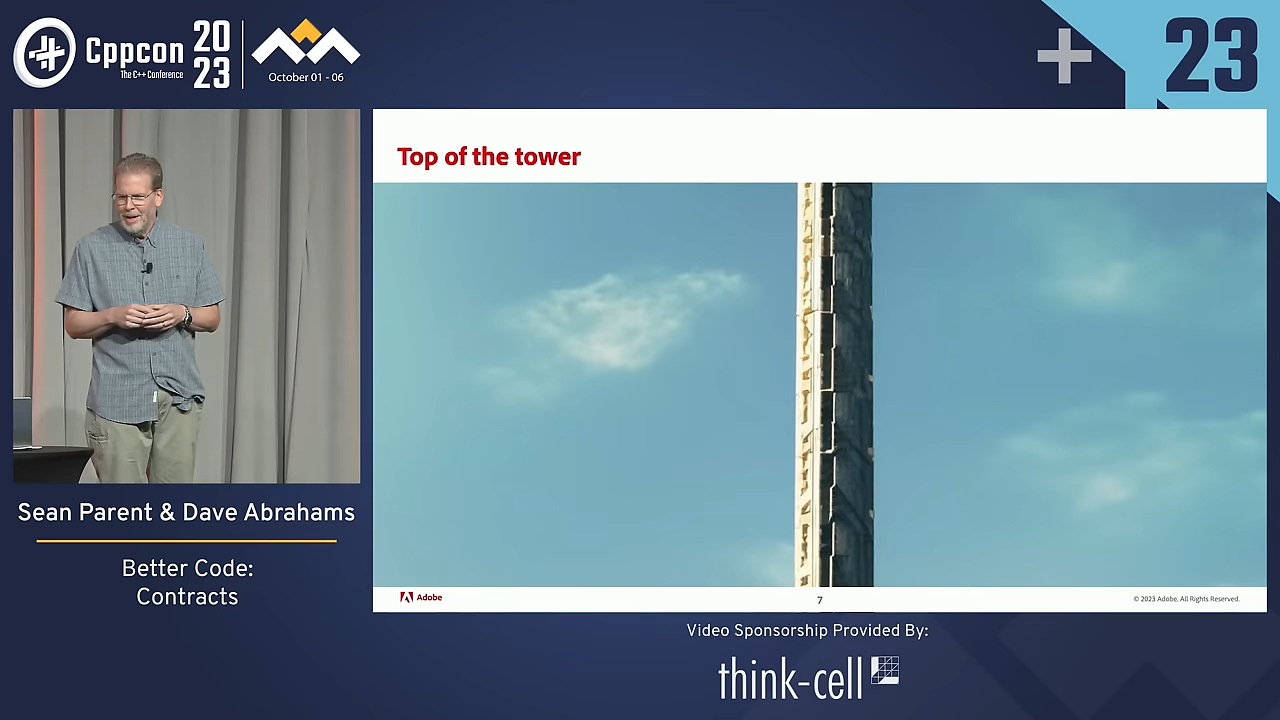 Cppcon
The C++ Conference
20
23
October 01 - 06
23
Top of the tower
Sean Parent & Dave Abrahams
Better Code:
Contracts
Adobe
7
© 2023 Adobe. All Rights Reserved.
Video Sponsorship Provided By:
think-cell